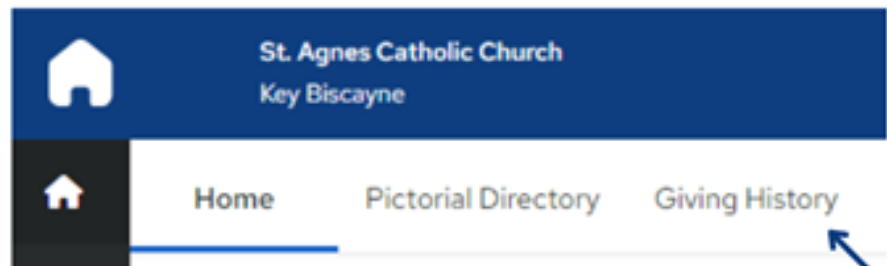 St. Agnes Catholic Church
Key Biscayne
Home Pictorial Directory Giving History